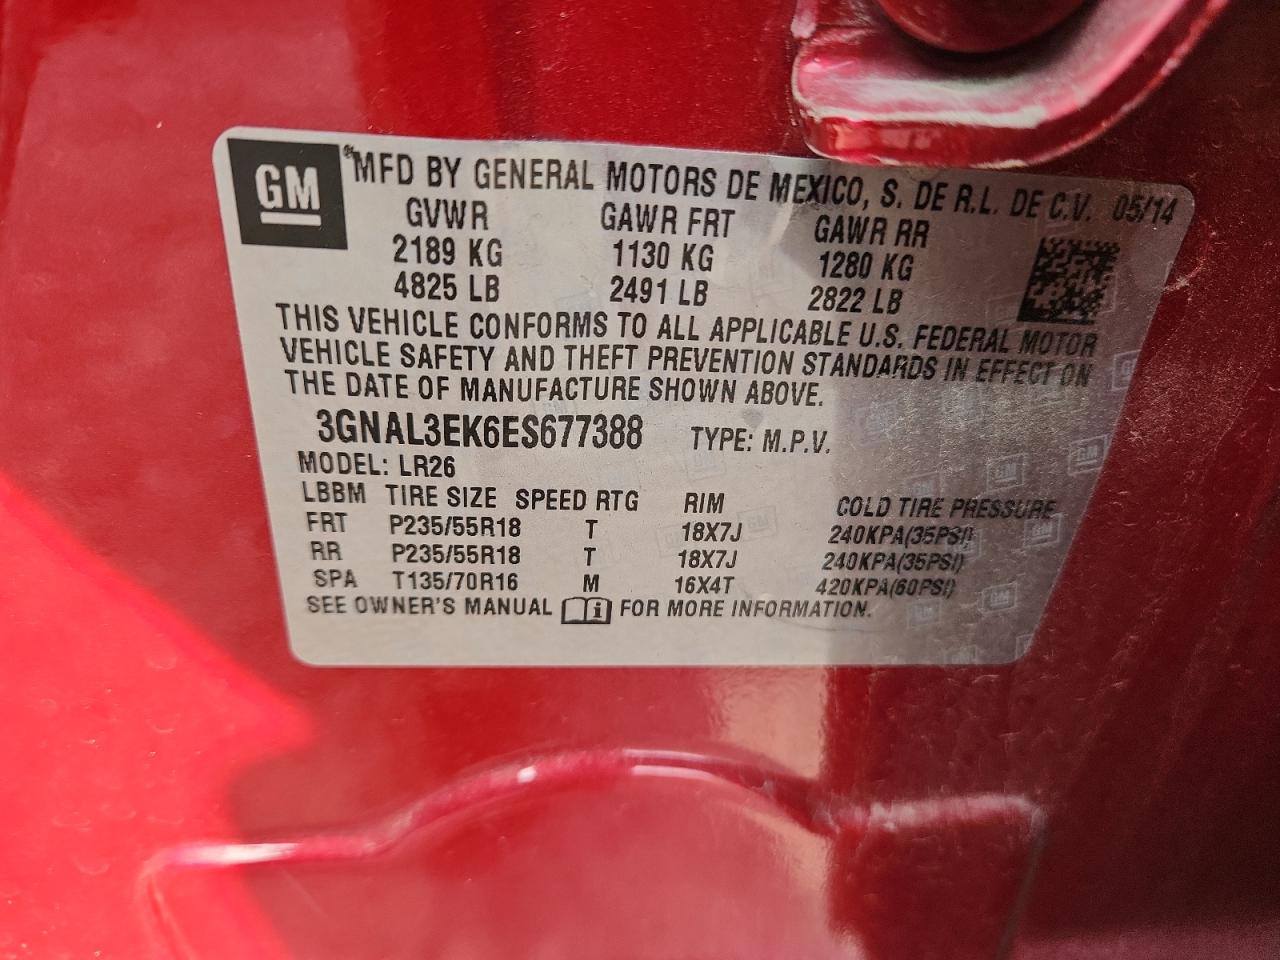 GM
MFD BY GENERAL MOTORS DE MEXICO, S. DE R.L. DE C.V. 05/14
GVWR GAWR FRT GAWR RR
2189 KG 1130 KG 1280 KG
4825 LB 2491 LB 2822 LB
THIS VEHICLE CONFORMS TO ALL APPLICABLE U.S. FEDERAL MOTOR
VEHICLE SAFETY AND THEFT PREVENTION STANDARDS IN EFFECT ON
THE DATE OF MANUFACTURE SHOWN ABOVE.
3GNAL3EK6ES677388 TYPE: M.P.V.
MODEL: LR26
LBBM TIRE SIZE SPEED RTG RIM COLD TIRE PRESSURE
FRT P235/55R18 T 18X7J 240KPA(35PSI)
RR P235/55R18 T 18X7J 240KPA(35PSI)
SPA T135/70R16 M 16X4T 420KPA(60PSI)
SEE OWNER'S MANUAL FOR MORE INFORMATION.